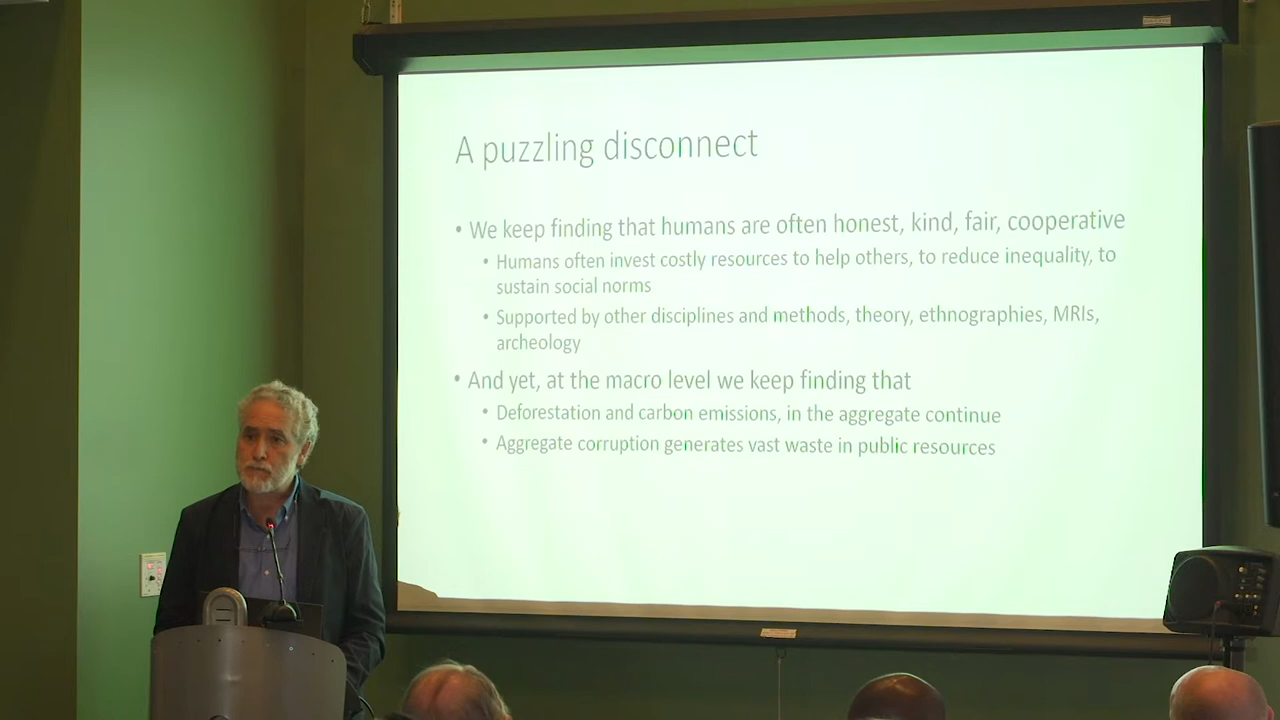 A puzzling disconnect
• We keep finding that humans are often honest, kind, fair, cooperative
• Humans often invest costly resources to help others, to reduce inequality, to
sustain social norms
• Supported by other disciplines and methods, theory, ethnographies, MRIs,
archeology
• And yet, at the macro level we keep finding that
• Deforestation and carbon emissions, in the aggregate continue
• Aggregate corruption generates vast waste in public resources